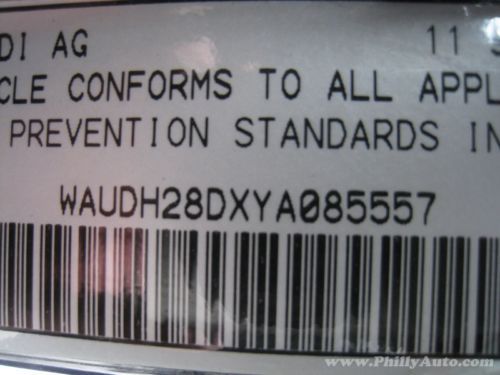 DI AG 11
CLE CONFORMS TO ALL APPL
PREVENTION STANDARDS IN
WAUDH28DXYA085557
www.PhillyAuto.com